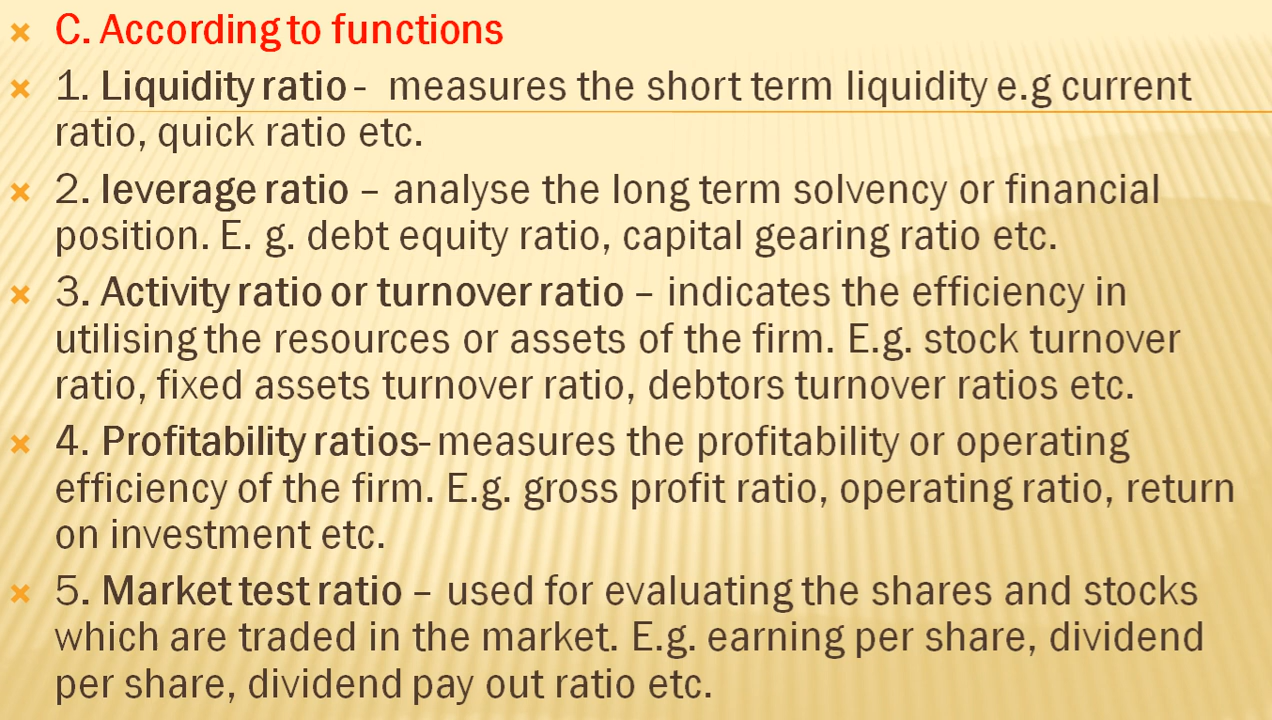 C. According to functions
1. Liquidity ratio - measures the short term liquidity e.g current
ratio, quick ratio etc.
2. leverage ratio – analyse the long term solvency or financial
position. E. g. debt equity ratio, capital gearing ratio etc.
3. Activity ratio or turnover ratio – indicates the efficiency in
utilising the resources or assets of the firm. E.g. stock turnover
ratio, fixed assets turnover ratio, debtors turnover ratios etc.
4. Profitability ratios- measures the profitability or operating
efficiency of the firm. E.g. gross profit ratio, operating ratio, return
on investment etc.
5. Market test ratio – used for evaluating the shares and stocks
which are traded in the market. E.g. earning per share, dividend
per share, dividend pay out ratio etc.